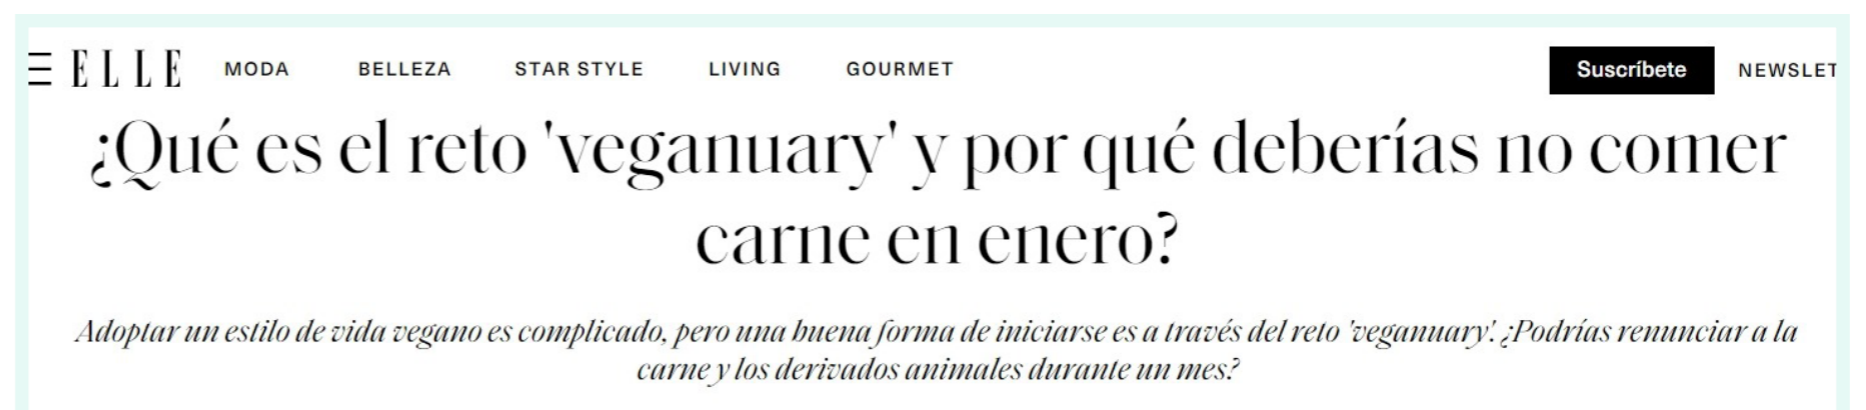 ELLE MODA BELLEZA STAR STYLE LIVING GOURMET Suscríbete NEWSLET
¿Qué es el reto 'veganuary' y por qué deberías no comer
carne en enero?
Adoptar un estilo de vida vegano es complicado, pero una buena forma de iniciarse es a través del reto 'veganuary'. ¿Podrías renunciar a la
carne y los derivados animales durante un mes?